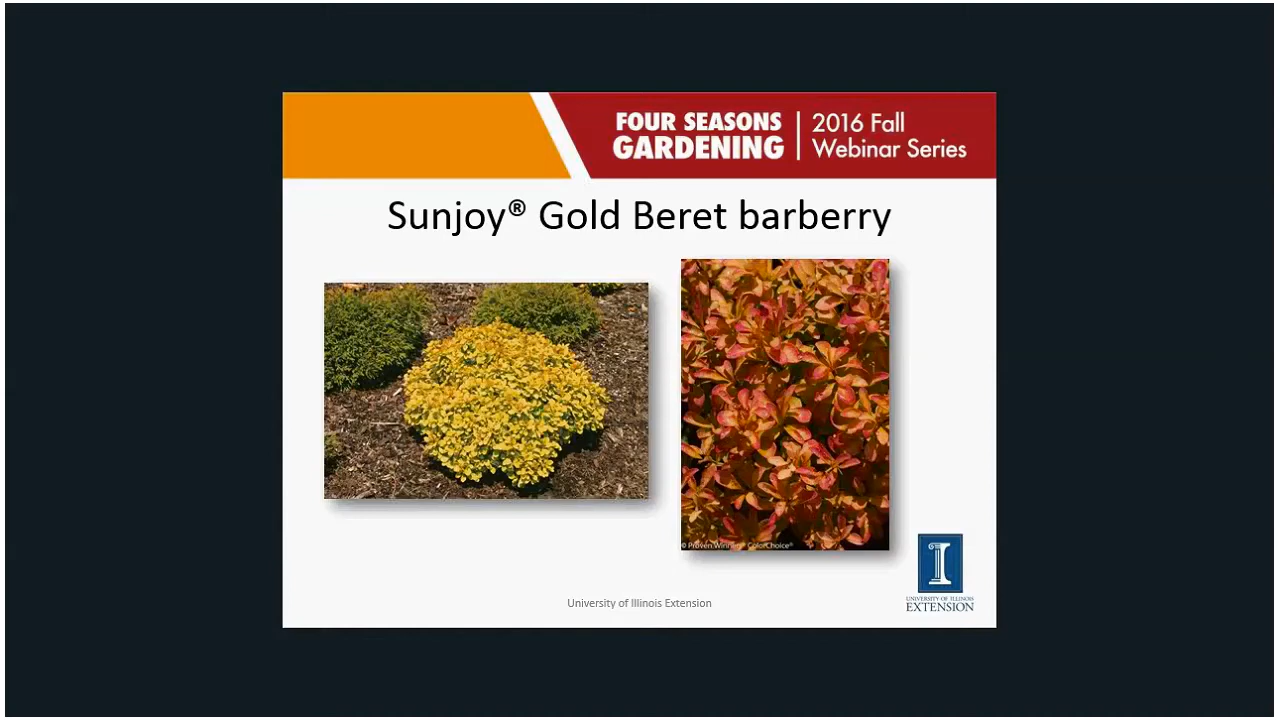 FOUR SEASONS
GARDENING
2016 Fall
Webinar Series
Sunjoy® Gold Beret barberry
© Proven Winners® ColorChoice®
University of Illinois Extension
UNIVERSITY OF ILLINOIS
EXTENSION